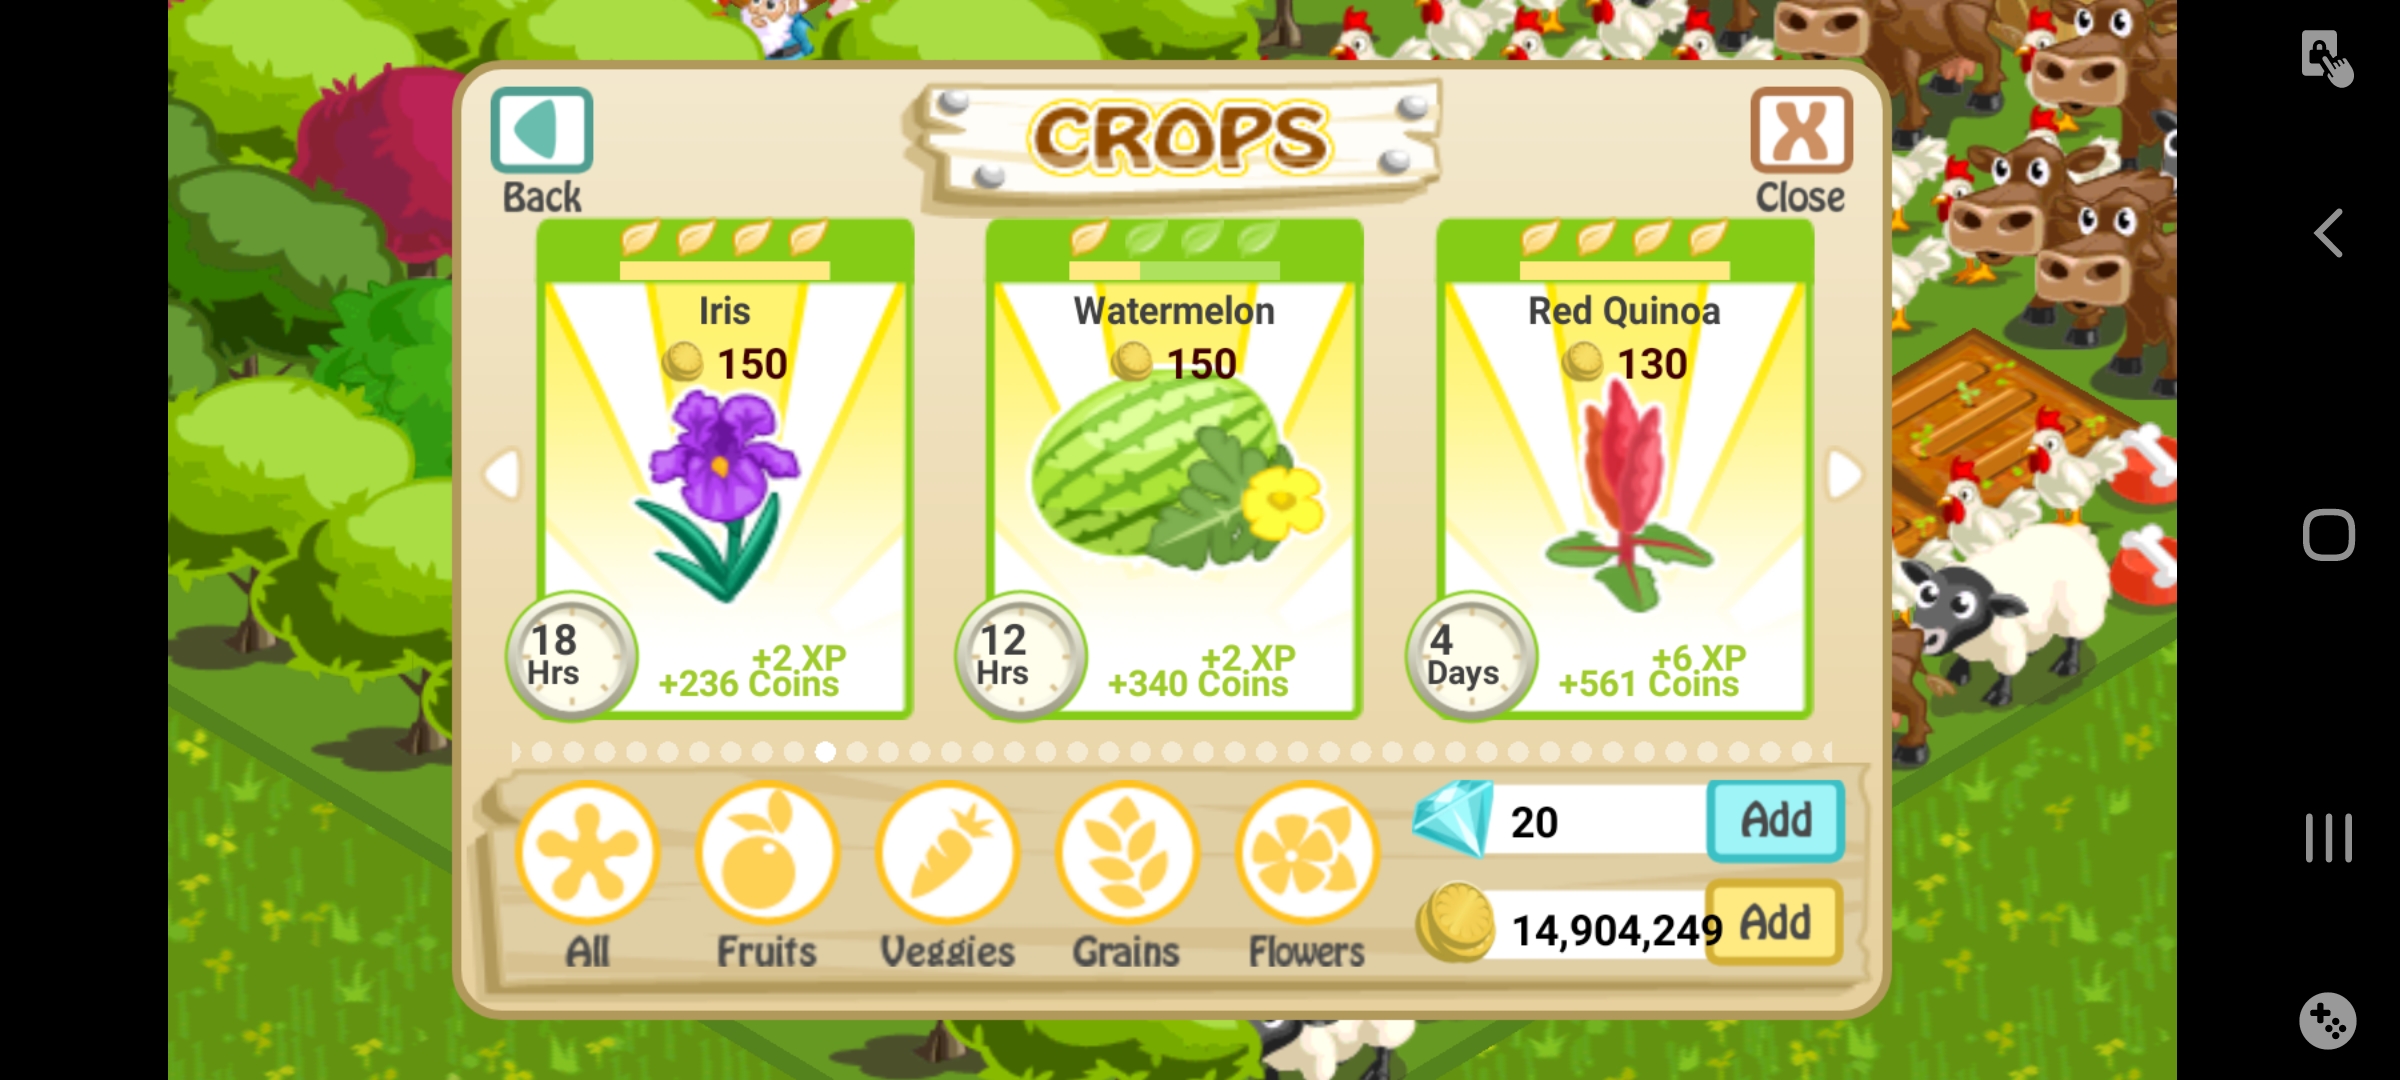 CROPS
Back
Close
Iris
150
18
Hrs
+2 XP
+236 Coins
Watermelon
150
12
Hrs
+2 XP
+340 Coins
Red Quinoa
130
4
Days
+6 XP
+561 Coins
All
Fruits
Veggies
Grains
Flowers
20
Add
14,904,249
Add